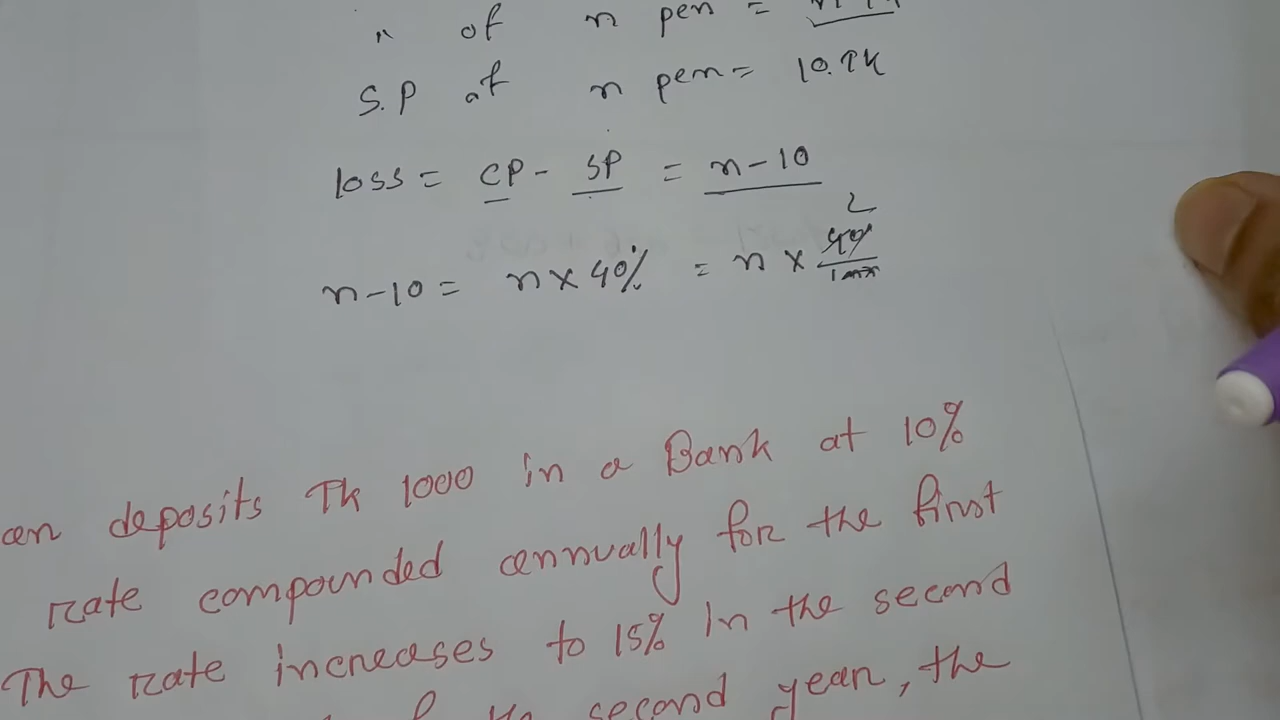 of n pen =
S.P of n pen = 10 Tk
loss = CP - SP = n - 10
2
n - 10 = n x 40% = n x 40/100
en deposits Tk 1000 in a Bank at 10%
rate compounded annually for the first
The rate increases to 15% In the second
second year, the